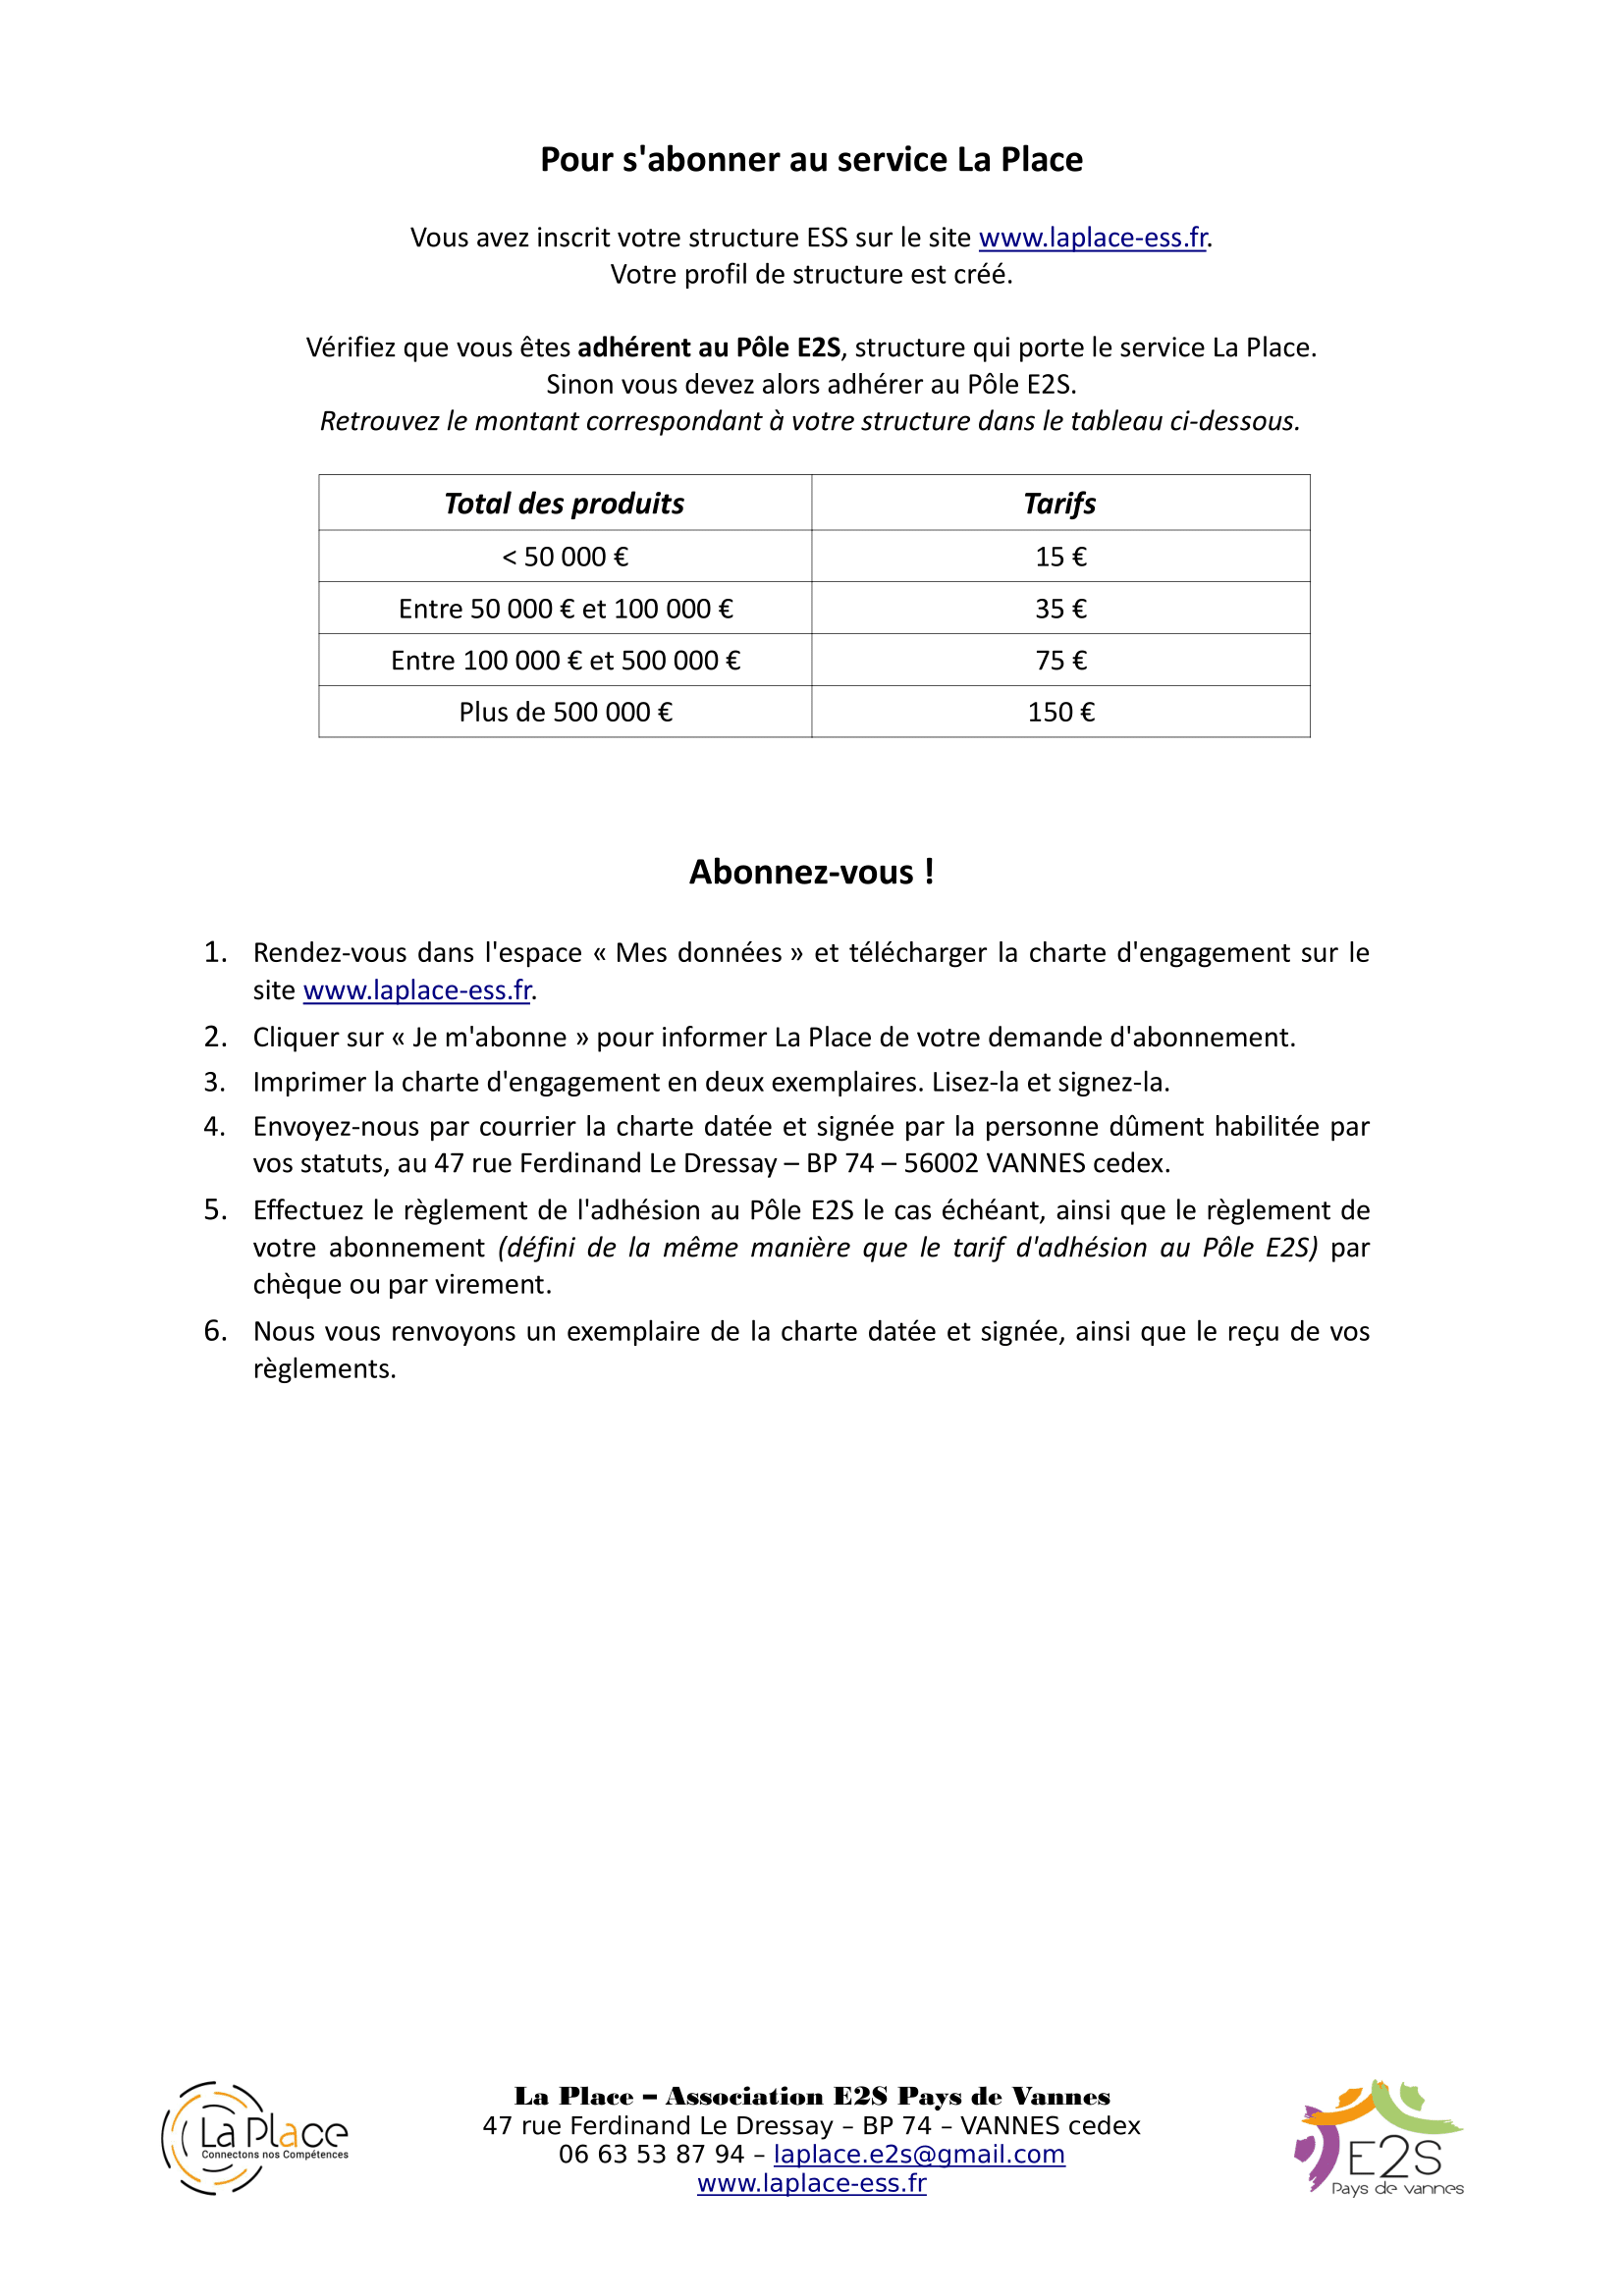 Pour s'abonner au service La Place
Vous avez inscrit votre structure ESS sur le site www.laplace-ess.fr.
Votre profil de structure est créé.
Vérifiez que vous êtes adhérent au Pôle E2S, structure qui porte le service La Place.
Sinon vous devez alors adhérer au Pôle E2S.
Retrouvez le montant correspondant à votre structure dans le tableau ci-dessous.
Total des produits Tarifs
< 50 000 € 15 €
Entre 50 000 € et 100 000 € 35 €
Entre 100 000 € et 500 000 € 75 €
Plus de 500 000 € 150 €
Abonnez-vous !
1. Rendez-vous dans l'espace « Mes données » et télécharger la charte d'engagement sur le
site www.laplace-ess.fr.
2. Cliquer sur « Je m'abonne » pour informer La Place de votre demande d'abonnement.
3. Imprimer la charte d'engagement en deux exemplaires. Lisez-la et signez-la.
4. Envoyez-nous par courrier la charte datée et signée par la personne dûment habilitée par
vos statuts, au 47 rue Ferdinand Le Dressay – BP 74 – 56002 VANNES cedex.
5. Effectuez le règlement de l'adhésion au Pôle E2S le cas échéant, ainsi que le règlement de
votre abonnement (défini de la même manière que le tarif d'adhésion au Pôle E2S) par
chèque ou par virement.
6. Nous vous renvoyons un exemplaire de la charte datée et signée, ainsi que le reçu de vos
règlements.
La Place
Connectons nos Compétences
La Place – Association E2S Pays de Vannes
47 rue Ferdinand Le Dressay – BP 74 – VANNES cedex
06 63 53 87 94 – laplace.e2s@gmail.com
www.laplace-ess.fr
E2S
Pays de vannes